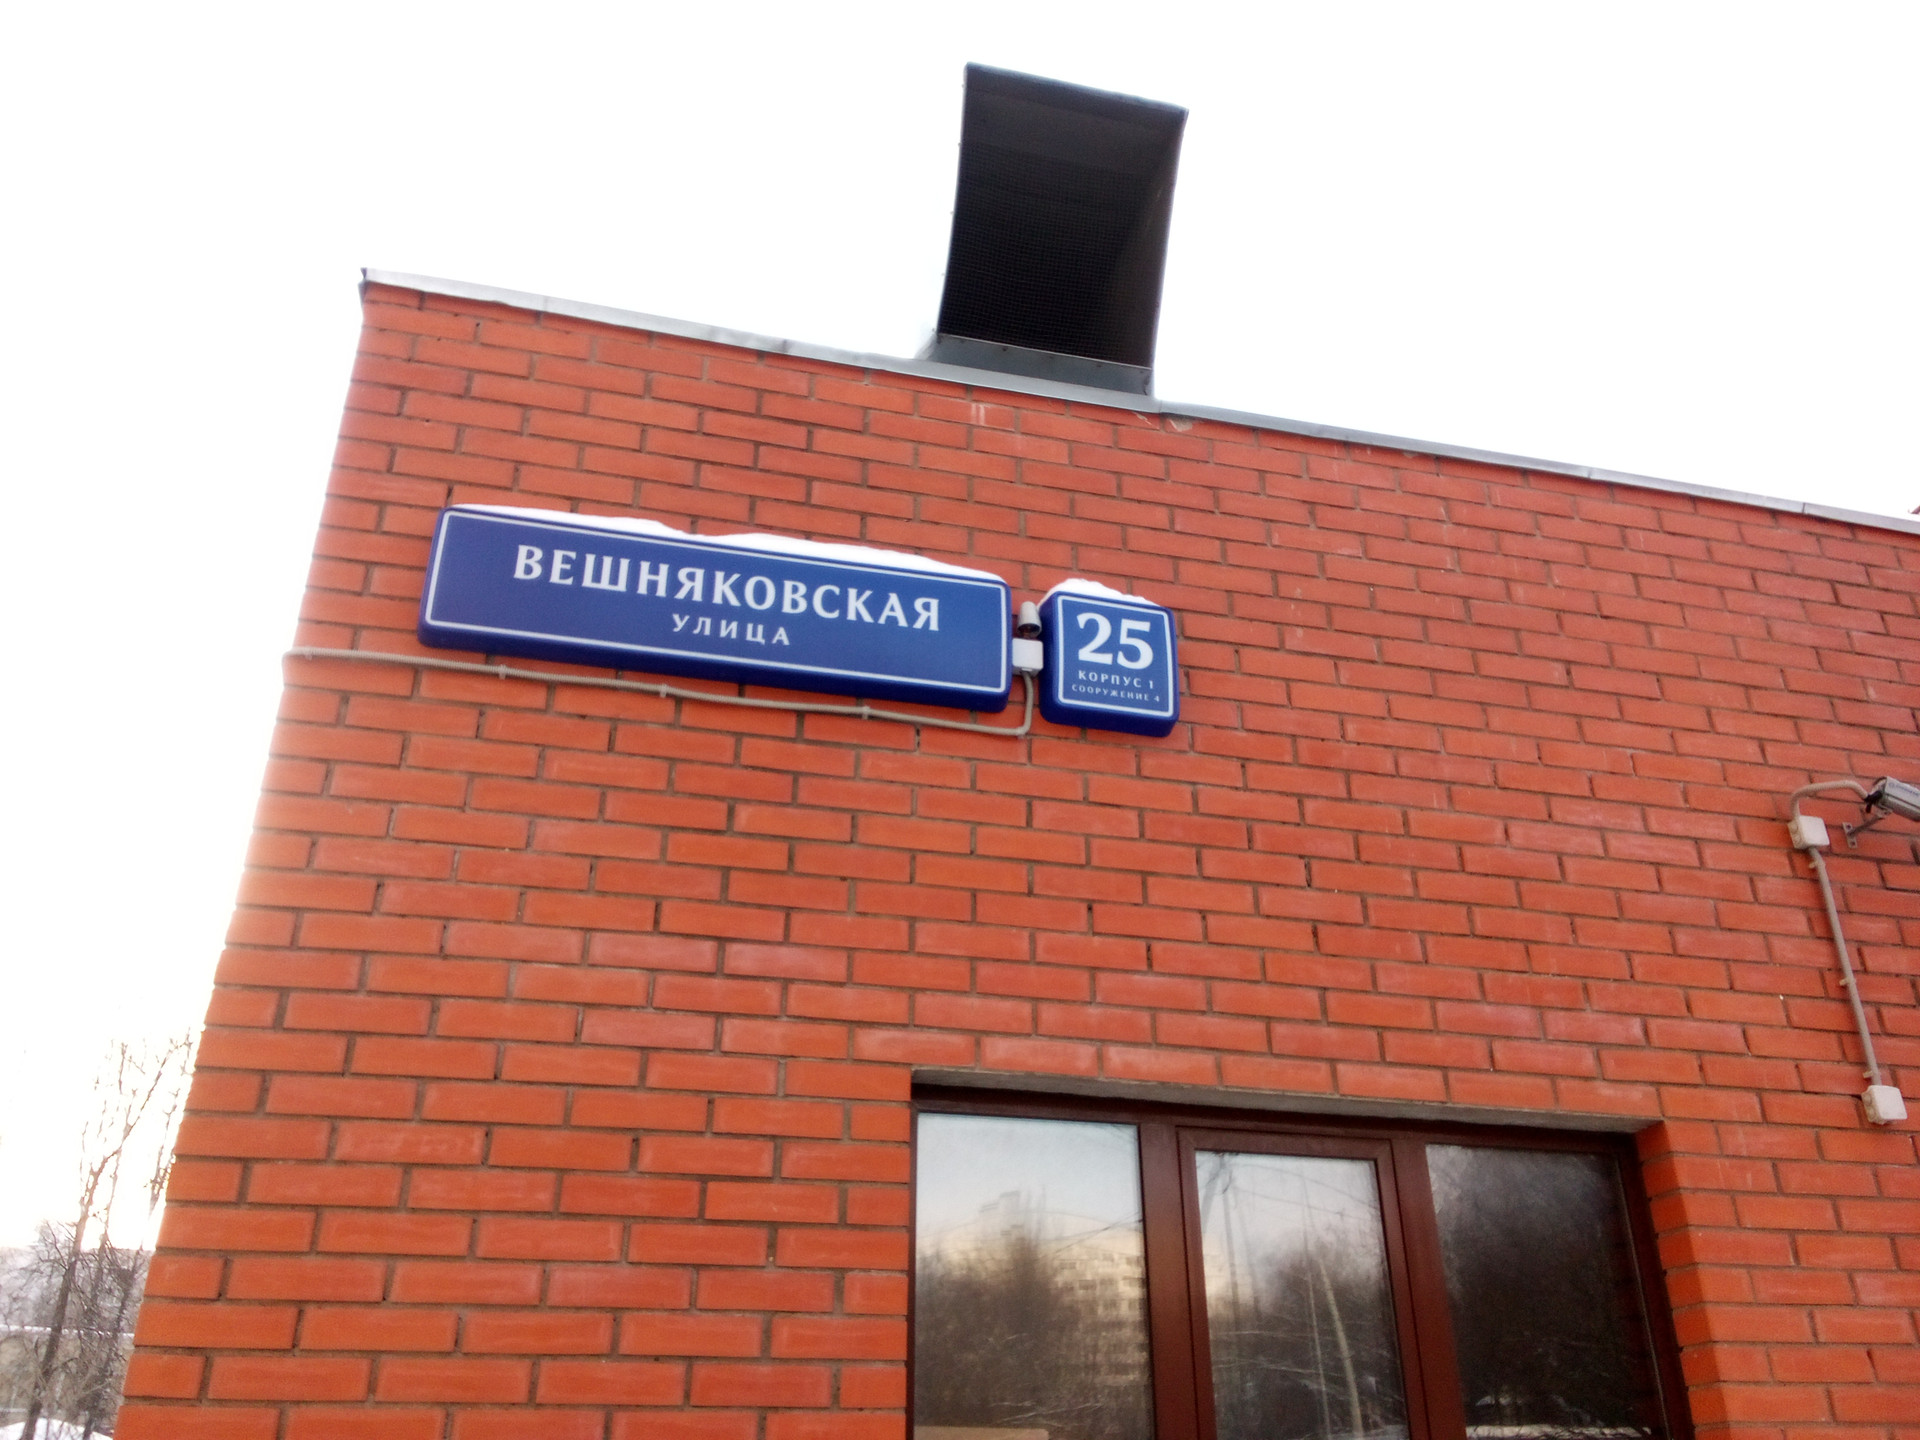 ВЕШНЯКОВСКАЯ
УЛИЦА
25
КОРПУС 1
СООРУЖЕНИЕ 4